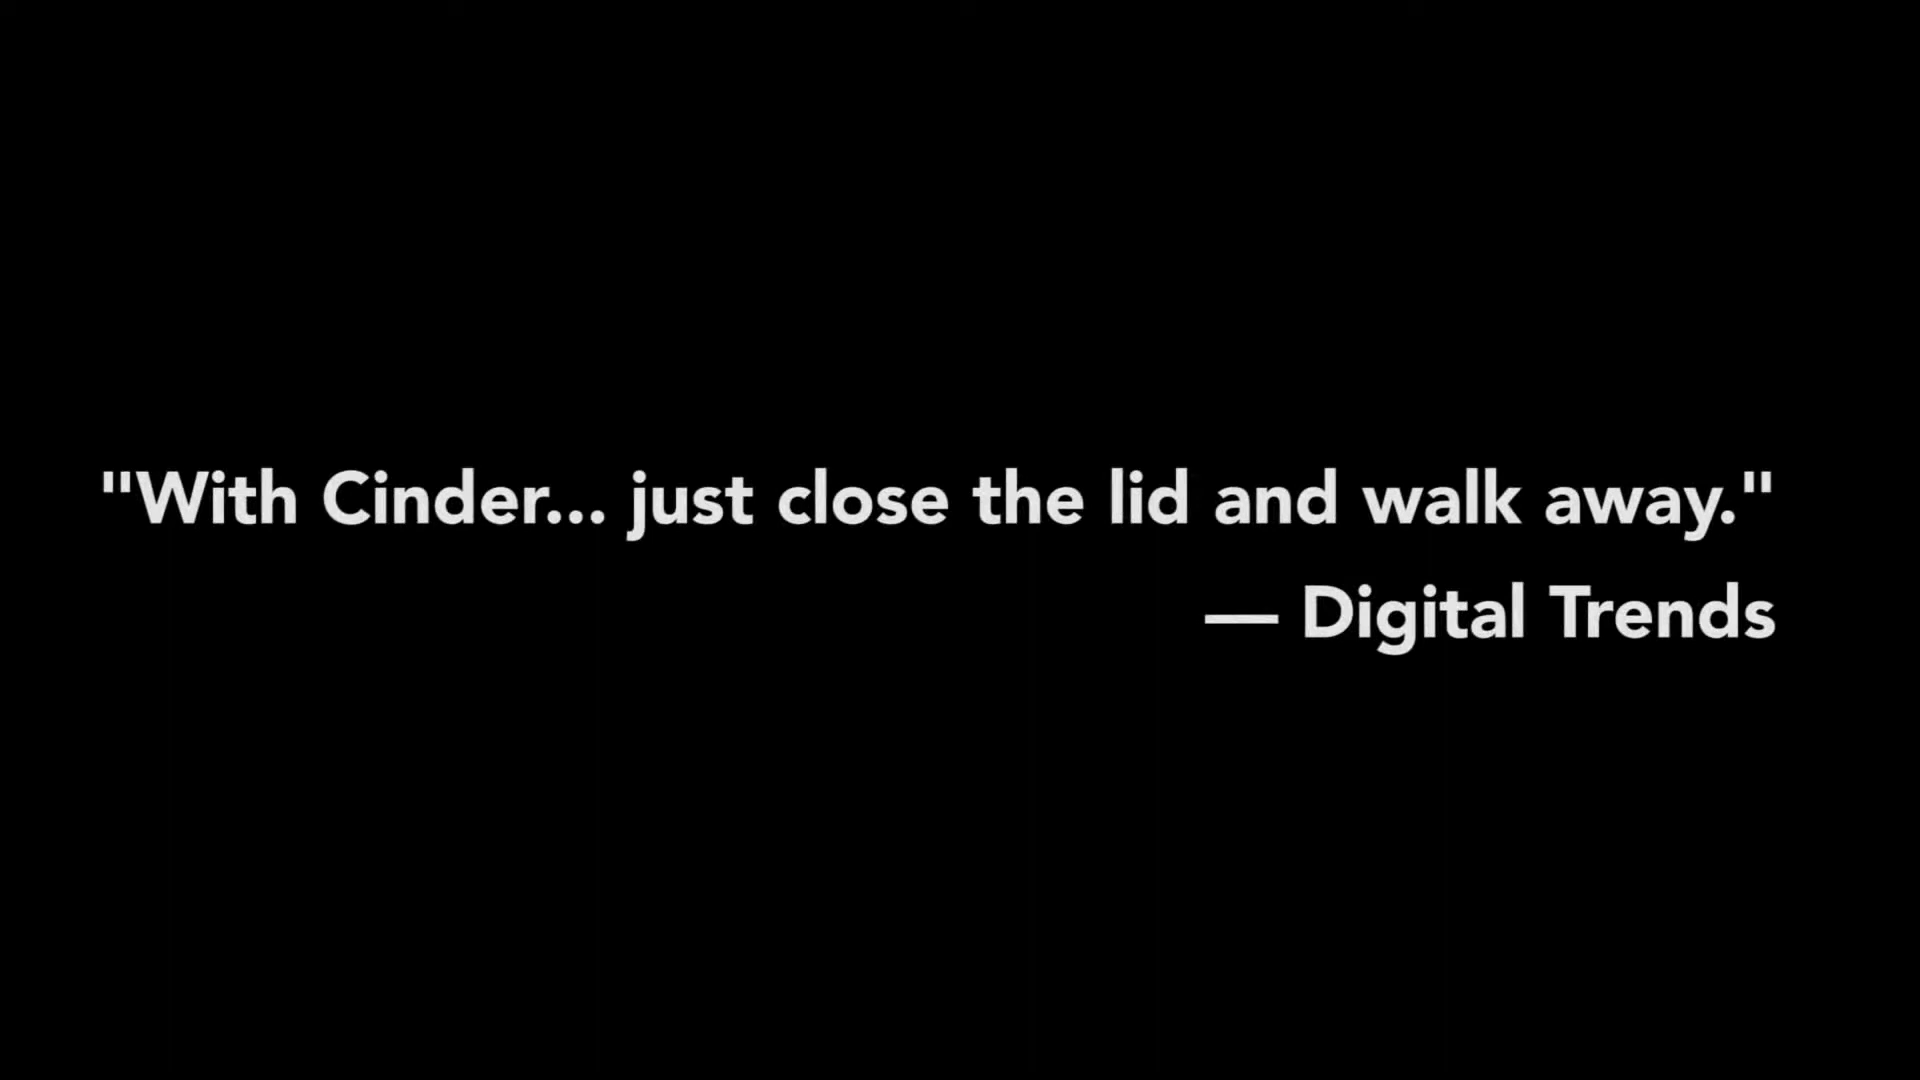 "With Cinder... just close the lid and walk away."
— Digital Trends